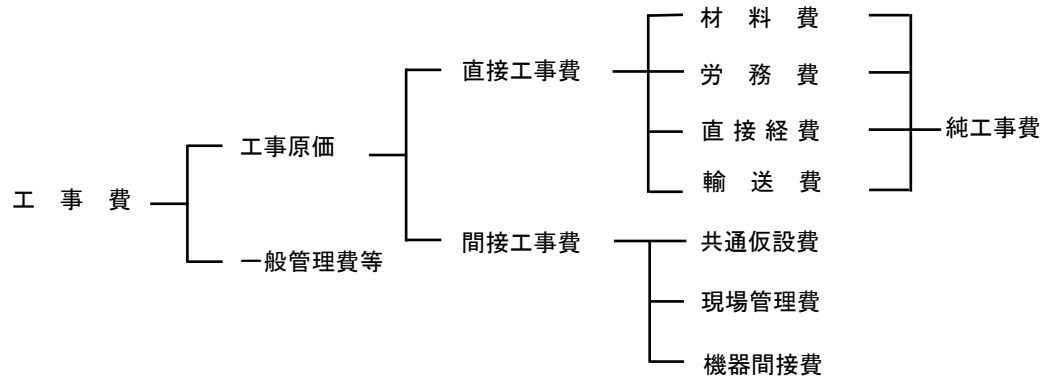 材料費
直接工事費
労務費
直接経費
純工事費
工事原価
輸送費
工事費
間接工事費
共通仮設費
一般管理費等
現場管理費
機器間接費